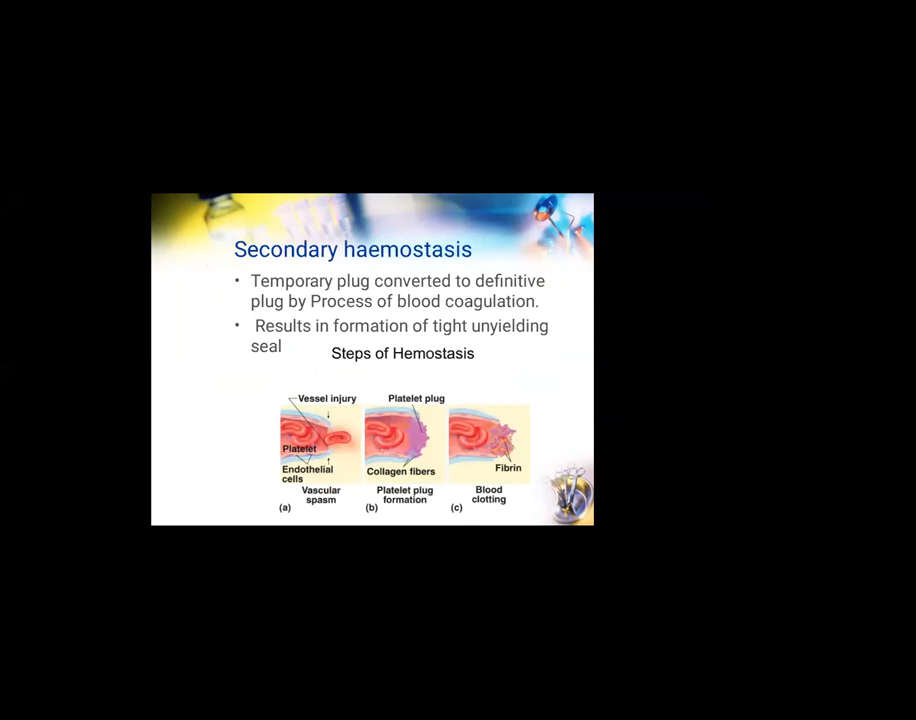 Secondary haemostasis
• Temporary plug converted to definitive
plug by Process of blood coagulation.
• Results in formation of tight unyielding
seal
Steps of Hemostasis
Vessel injury
Platelet
Endothelial
cells
Vascular
spasm
(a)
Platelet plug
Collagen fibers
Platelet plug
formation
(b)
Fibrin
Blood
clotting
(c)